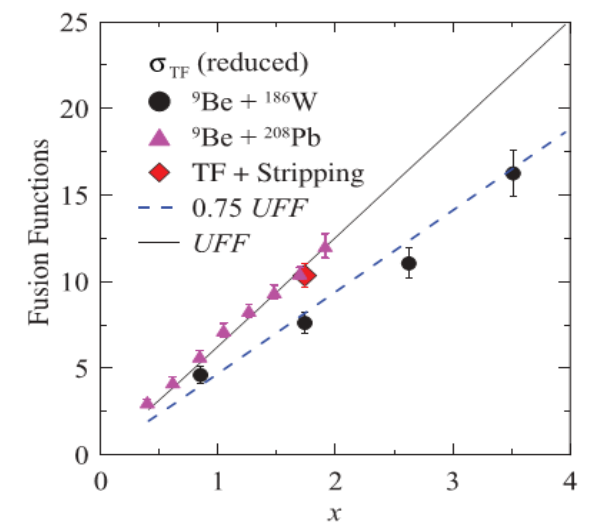 25
20
15
10
5
0
Fusion Functions
σ TF (reduced)
⁹Be + ¹⁸⁶W
⁹Be + ²⁰⁸Pb
TF + Stripping
0.75 UFF
UFF
0 1 2 3 4
x